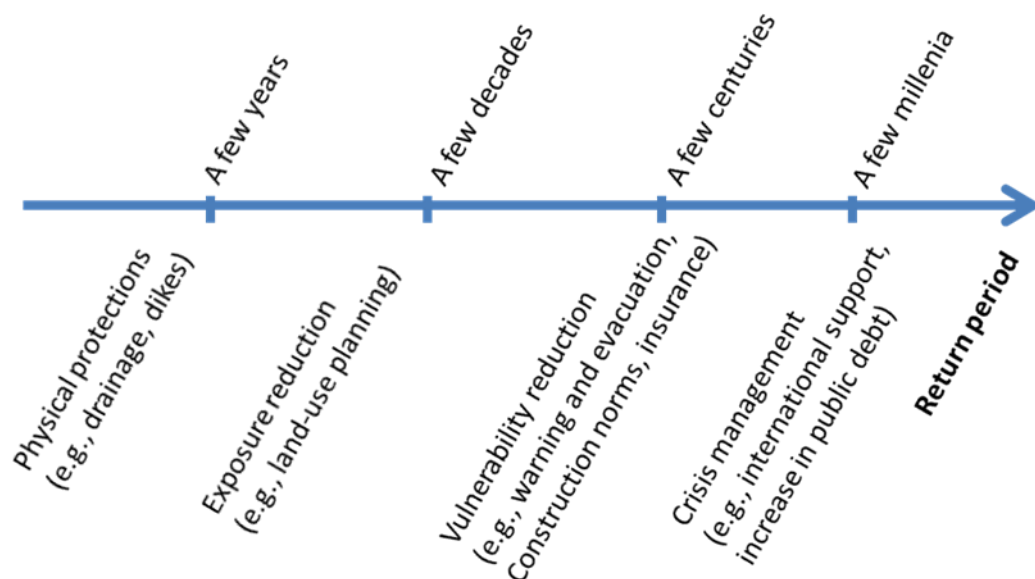 A few years
A few decades
A few centuries
A few millenia
Physical protections
(e.g., drainage, dikes)
Exposure reduction
(e.g., land-use planning)
Vulnerability reduction
(e.g., warning and evacuation,
Construction norms, insurance)
Crisis management
(e.g., international support,
increase in public debt)
Return period